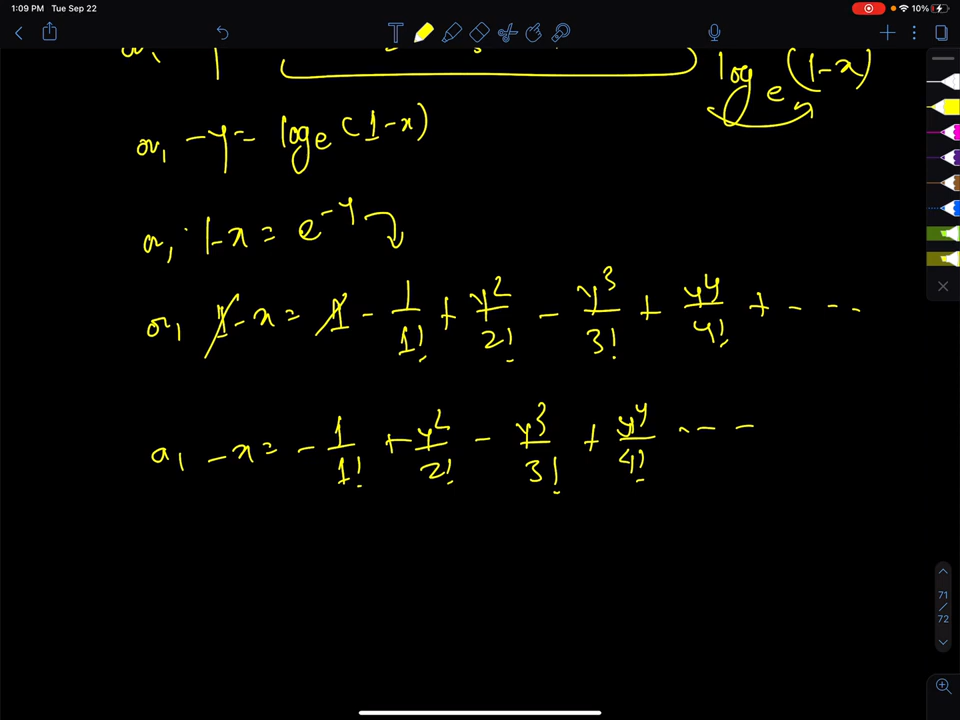 1:09 PM Tue Sep 22
10%
or,
log e (1-x)
or, -y = log e (1-x)
or, 1-x = e^-y
or, 1-x = 1 - 1/1! + y^2/2! - y^3/3! + y^4/4! + - - -
or, -x = - 1/1! + y^2/2! - y^3/3! + y^4/4! - - -
71
/
72